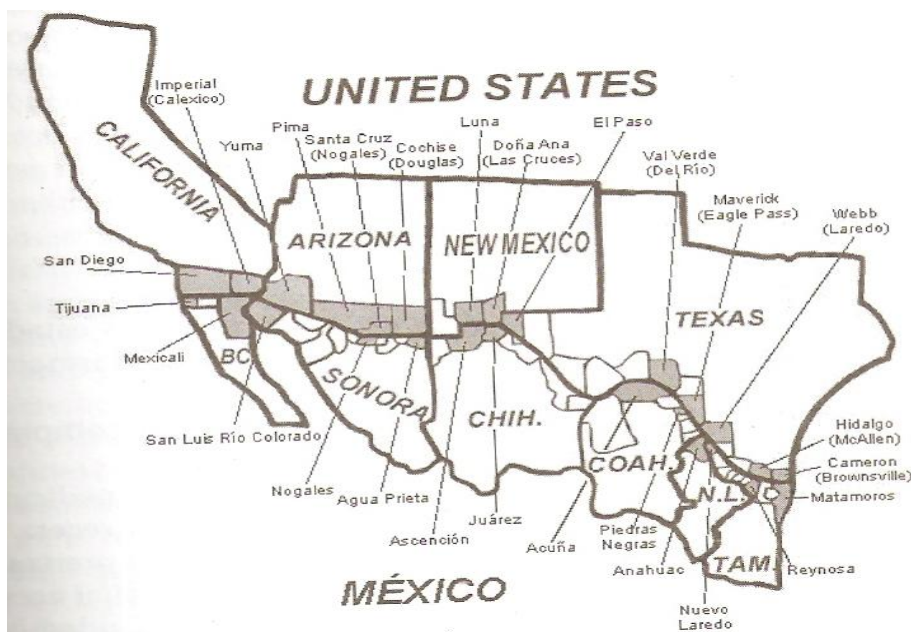 UNITED STATES
Imperial
(Calexico)
Yuma
Pima
Santa Cruz
(Nogales)
Cochise
(Douglas)
Luna
Doña Ana
(Las Cruces)
El Paso
Val Verde
(Del Río)
Maverick
(Eagle Pass)
Webb
(Laredo)
CALIFORNIA
ARIZONA
NEW MEXICO
TEXAS
San Diego
Tijuana
Mexicali
BC
SONORA
CHIH.
COAH.
N.L.
TAM.
San Luis Río Colorado
Nogales
Agua Prieta
Ascención
Juárez
Acuña
Piedras
Negras
Anahuac
Nuevo
Laredo
Reynosa
Hidalgo
(McAllen)
Cameron
(Brownsville)
Matamoros
MÉXICO